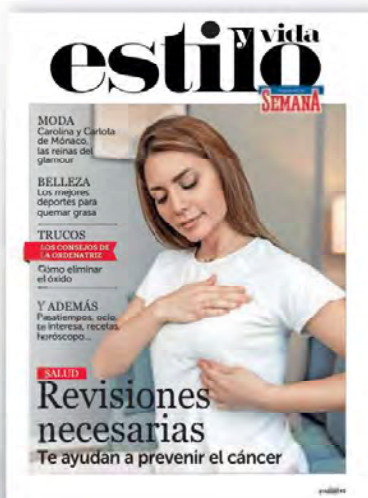 estilo
y vida
SEMANA
MODA
Carolina y Carlota
de Mónaco,
las reinas del
glamour
BELLEZA
Los mejores
deportes para
quemar grasa
TRUCOS
LOS CONSEJOS DE
LA ORDENATRIZ
Cómo eliminar
el óxido
Y ADEMÁS
Pasatiempos, ocio,
te interesa, recetas,
horóscopo...
SALUD
Revisiones
necesarias
Te ayudan a prevenir el cáncer